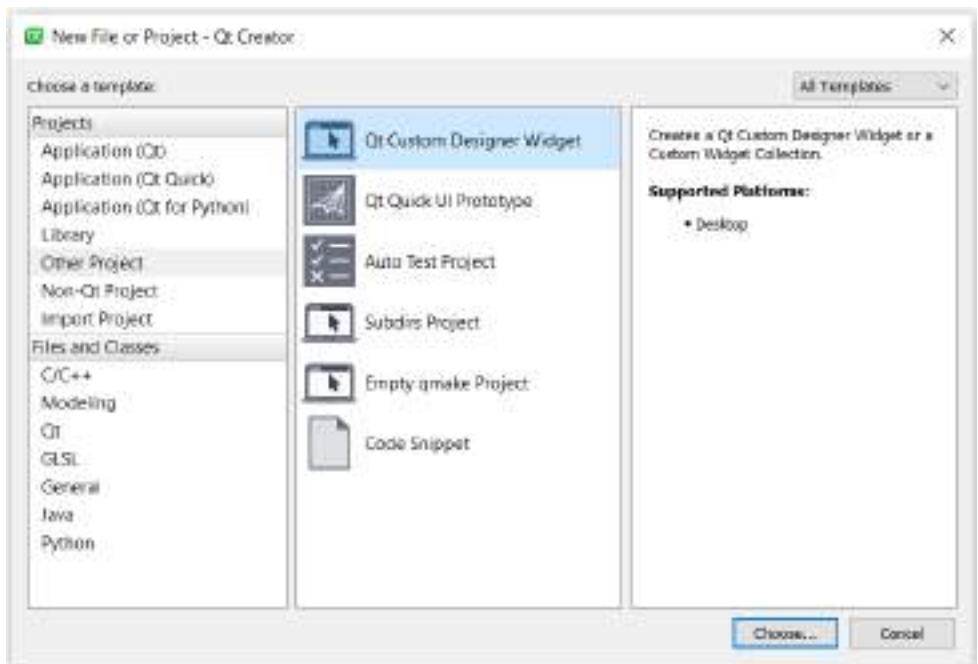 New File or Project - Qt Creator
Choose a template:
All Templates
Projects
Application (Qt)
Application (Qt Quick)
Application (Qt for Python)
Library
Other Project
Non-Qt Project
Import Project
Files and Classes
C/C++
Modeling
Qt
GLSL
General
Java
Python
Qt Custom Designer Widget
Qt Quick UI Prototype
Auto Test Project
Subdirs Project
Empty qmake Project
Code Snippet
Creates a Qt Custom Designer Widget or a
Custom Widget Collection.
Supported Platforms:
• Desktop
Choose...
Cancel